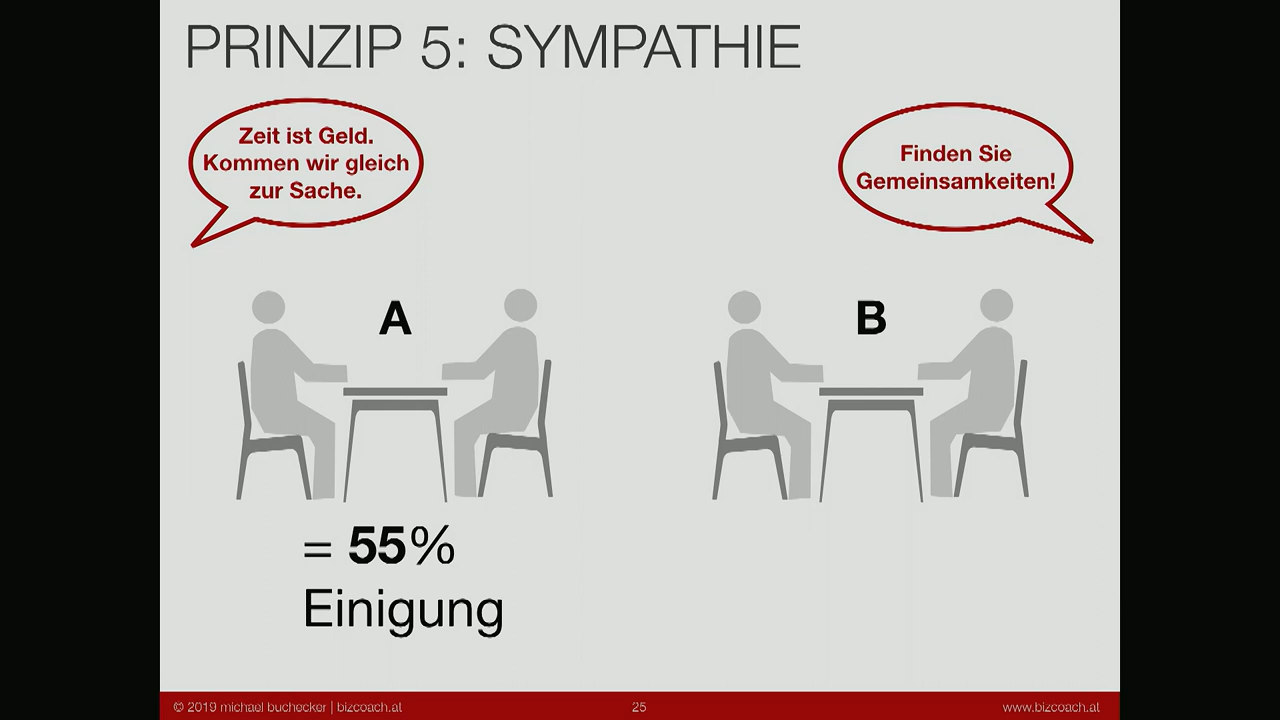 PRINZIP 5: SYMPATHIE
Zeit ist Geld.
Kommen wir gleich
zur Sache.
Finden Sie
Gemeinsamkeiten!
A
B
= 55%
Einigung
© 2019 michael buchecker | bizcoach.at
25
www.bizcoach.at